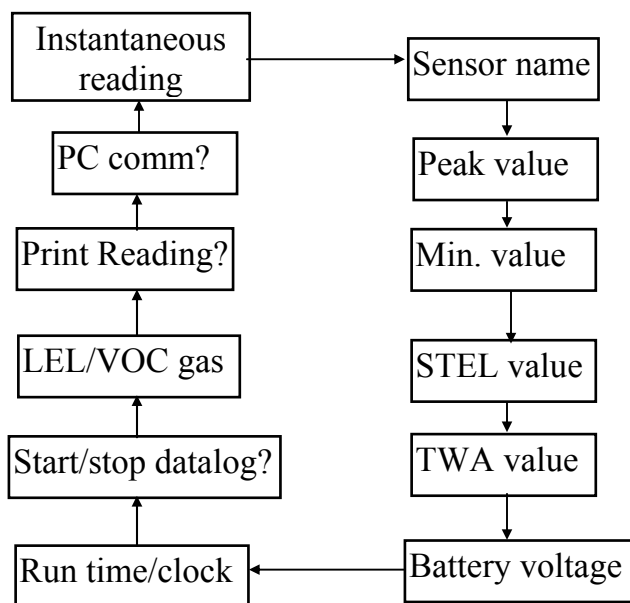 Instantaneous
reading
Sensor name
PC comm?
Peak value
Print Reading?
Min. value
LEL/VOC gas
STEL value
Start/stop datalog?
TWA value
Run time/clock
Battery voltage